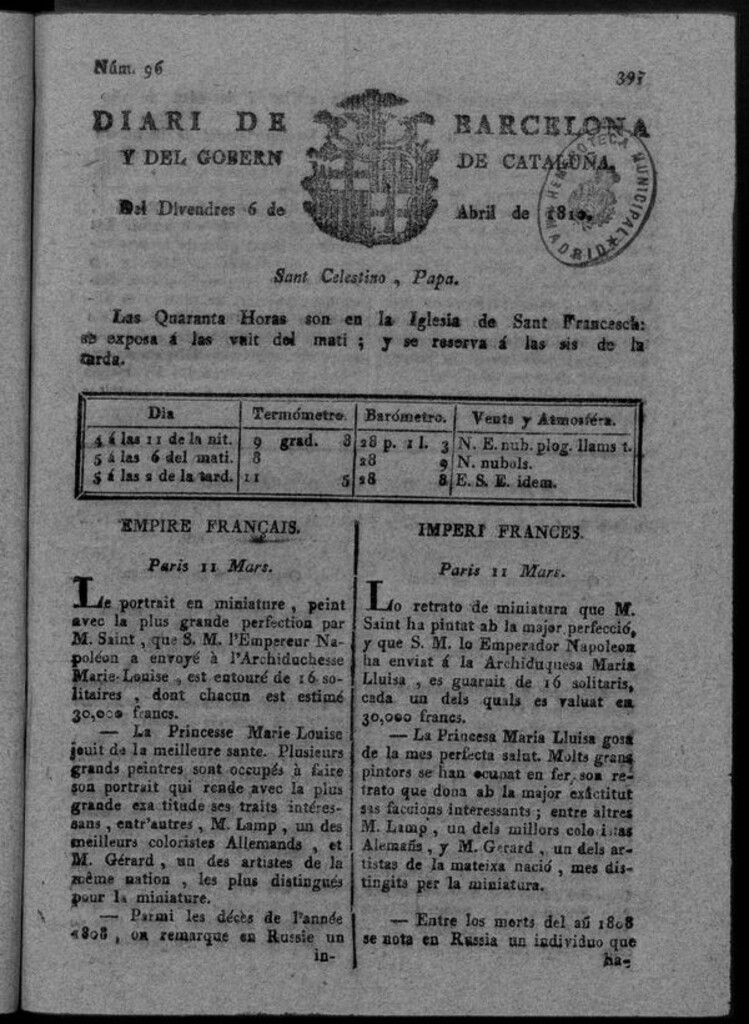 Núm. 96
397
DIARI DE BARCELONA
Y DEL GOBERN DE CATALUÑA,
Del Divendres 6 de Abril de 1810.
HEMEROTECA MUNICIPAL
MADRID
Sant Celestino, Papa.
Las Quaranta Horas son en la Iglesia de Sant Francesch:
se exposa á las vuit del mati; y se reserva á las sis de la
tarda.
Dia Termómetro. Barómetro. Vents y Atmosféra.
4 á las 11 de la nit. 9 grad. 8 28 p. 1 l. 3 N. E. nub. plog. llams t.
5 á las 6 del mati. 8 28 9 N. nubols.
5 á las 2 de la tard. 11 5 28 8 E. S. E. idem.
EMPIRE FRANÇAIS.
Paris 11 Mars.
Le portrait en miniature, peint
avec la plus grande perfection par
M. Saint, que S. M. l'Empereur Na-
poléon a envoyé à l'Archiduchesse
Marie-Louise, est entouré de 16 so-
litaires, dont chacun est estimé
30,000 francs.
— La Princesse Marie Louise
jouit de la meilleure sante. Plusieurs
grands peintres sont occupés à faire
son portrait qui rende avec la plus
grande exa titude ses traits intéres-
sans, entr'autres, M. Lamp, un des
meilleurs coloristes Allemands, et
M. Gérard, un des artistes de la
même nation, les plus distingués
pour la miniature.
— Parmi les décès de l'année
1808, on remarque en Russie un
in-
IMPERI FRANCES.
Paris 11 Mars.
Lo retrato de miniatura que M.
Saint ha pintat ab la major perfecció,
y que S. M. lo Emperador Napoleon
ha enviat á la Archiduquesa Maria
Lluisa, es guarnit de 16 solitaris,
cada un dels quals es valuat en
30,000 francs.
— La Princesa Maria Lluisa gosa
de la mes perfecta salut. Molts grans
pintors se han ocupat en fer son re-
trato que dona ab la major exáctitut
sas faccions interessants; entre altres
M. Lamp, un dels millors coloristas
Alemañs, y M. Gerard, un dels ar-
tistas de la mateixa nació, mes dis-
tingits per la miniatura.
— Entre los morts del añ 1808
se nota en Russia un individuo que
ha-